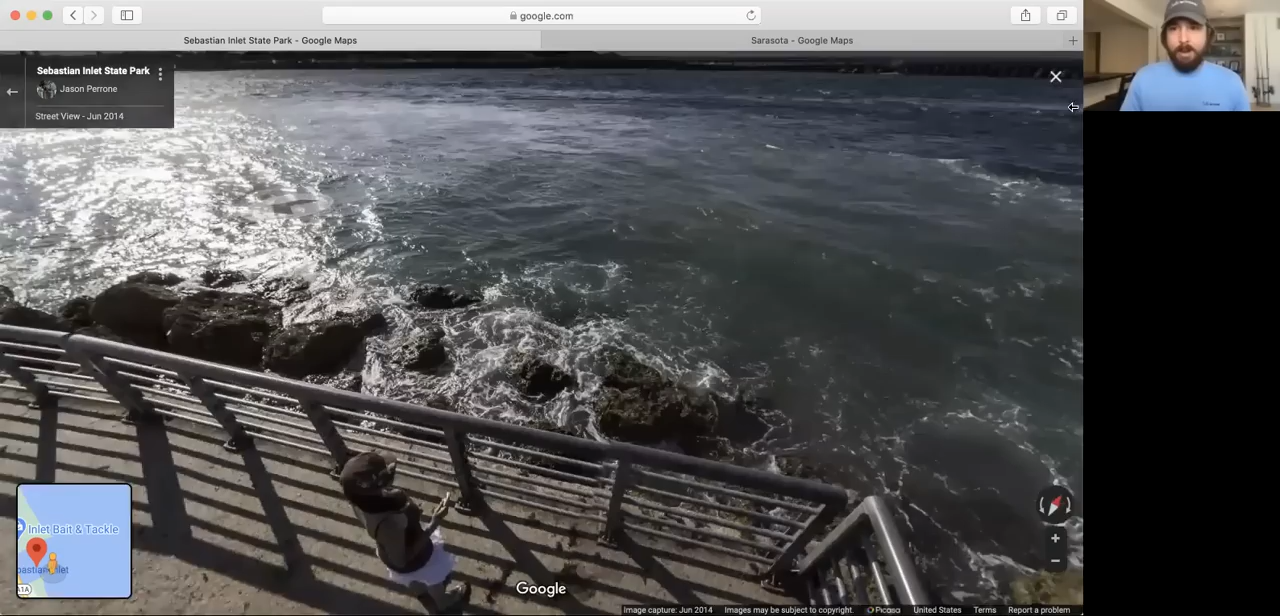 google.com
Sebastian Inlet State Park - Google Maps
Sarasota - Google Maps
Sebastian Inlet State Park
Jason Perrone
Street View - Jun 2014
Inlet Bait & Tackle
A1A
Google
Image capture: Jun 2014 Images may be subject to copyright. Picasa United States Terms Report a problem